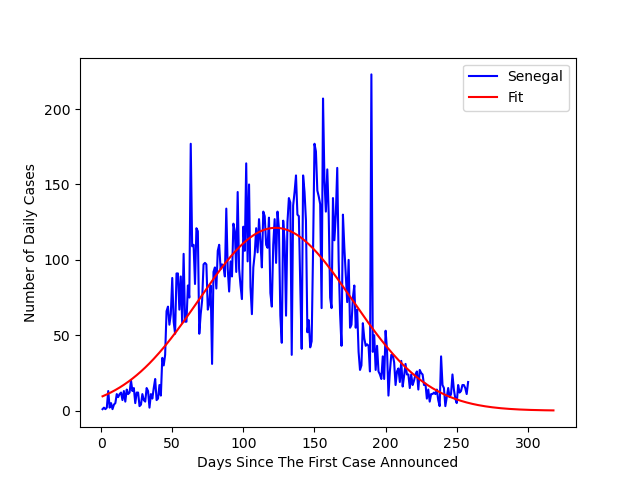 Senegal
Fit
Number of Daily Cases
200
150
100
50
0
0 50 100 150 200 250 300
Days Since The First Case Announced